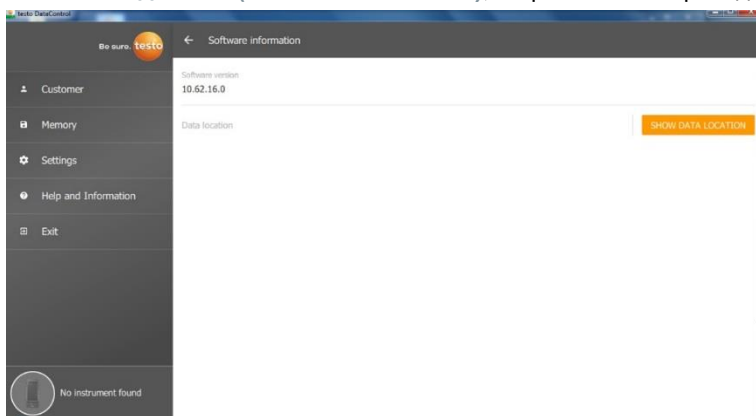 testo DataControl
Be sure. testo
← Software information
Software version
10.62.16.0
Data location
SHOW DATA LOCATION
Customer
Memory
Settings
Help and Information
Exit
No instrument found